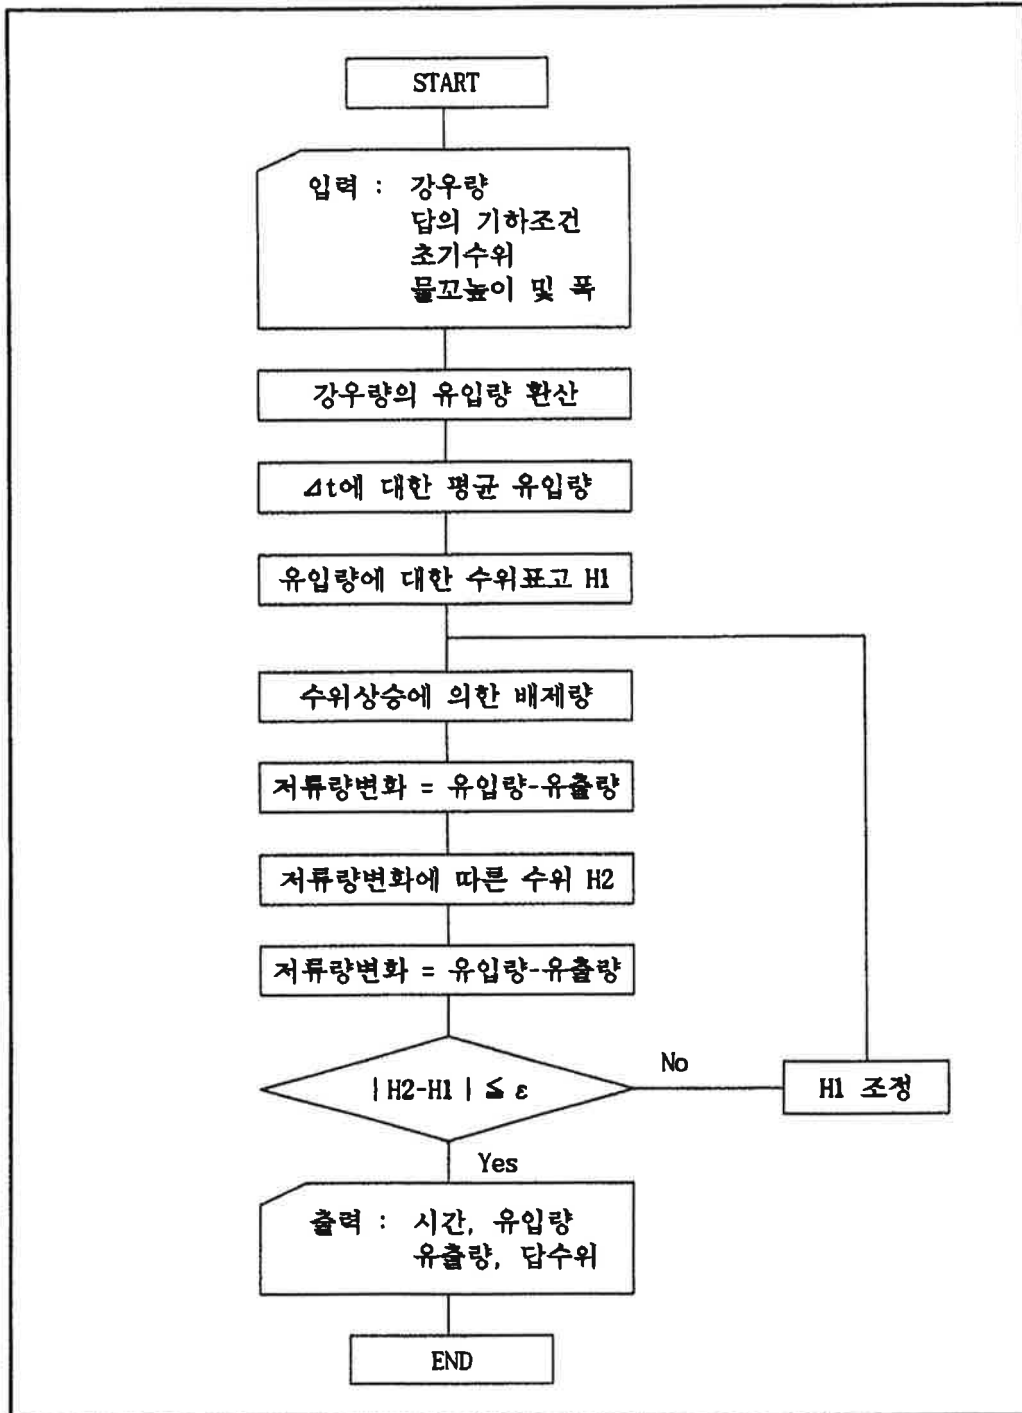 START
입력 : 강우량
답의 기하조건
초기수위
물꼬높이 및 폭
강우량의 유입량 환산
⊿t에 대한 평균 유입량
유입량에 대한 수위표고 H1
수위상승에 의한 배제량
저류량변화 = 유입량-유출량
저류량변화에 따른 수위 H2
저류량변화 = 유입량-유출량
| H2-H1 | ≦ ε
No
H1 조정
Yes
출력 : 시간, 유입량
유출량, 답수위
END